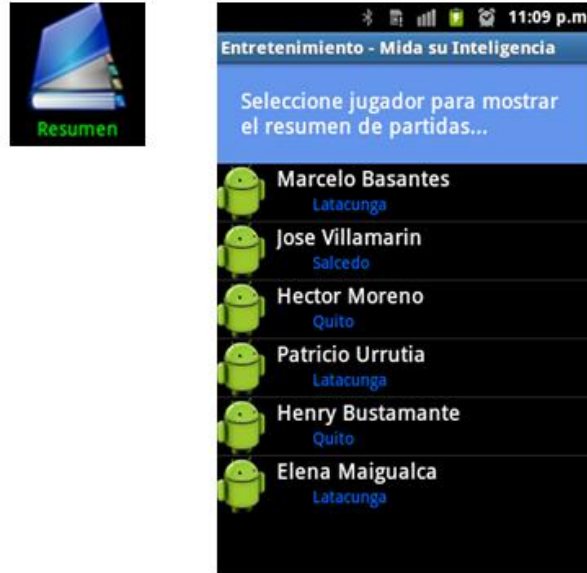 Resumen
11:09 p.m
Entretenimiento - Mida su Inteligencia
Seleccione jugador para mostrar
el resumen de partidas...
Marcelo Basantes
Latacunga
Jose Villamarin
Salcedo
Hector Moreno
Quito
Patricio Urrutia
Latacunga
Henry Bustamante
Quito
Elena Maigualca
Latacunga